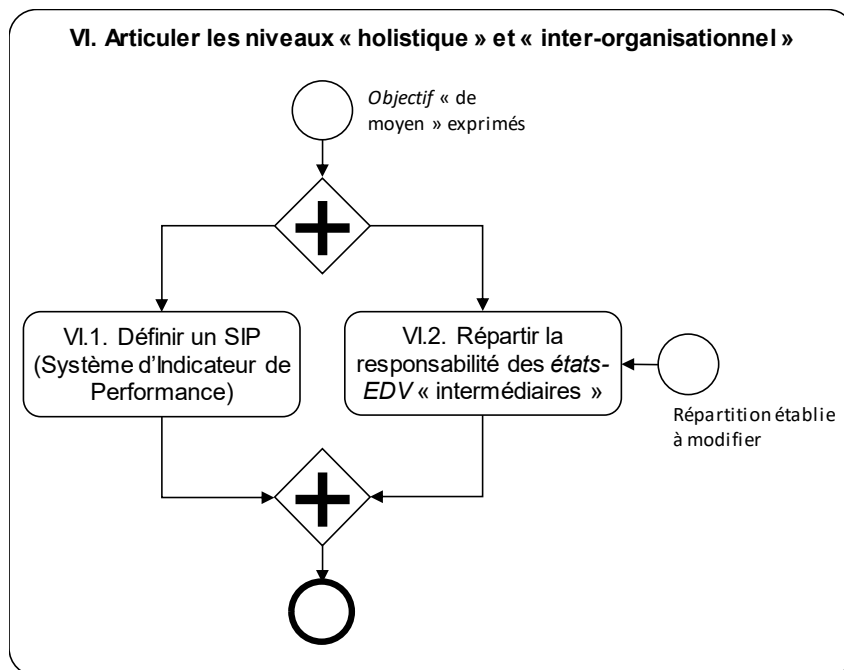 VI. Articuler les niveaux « holistique » et « inter-organisationnel »
Objectif « de
moyen » exprimés
VI.1. Définir un SIP
(Système d'Indicateur de
Performance)
VI.2. Répartir la
responsabilité des états-
EDV « intermédiaires »
Répartition établie
à modifier